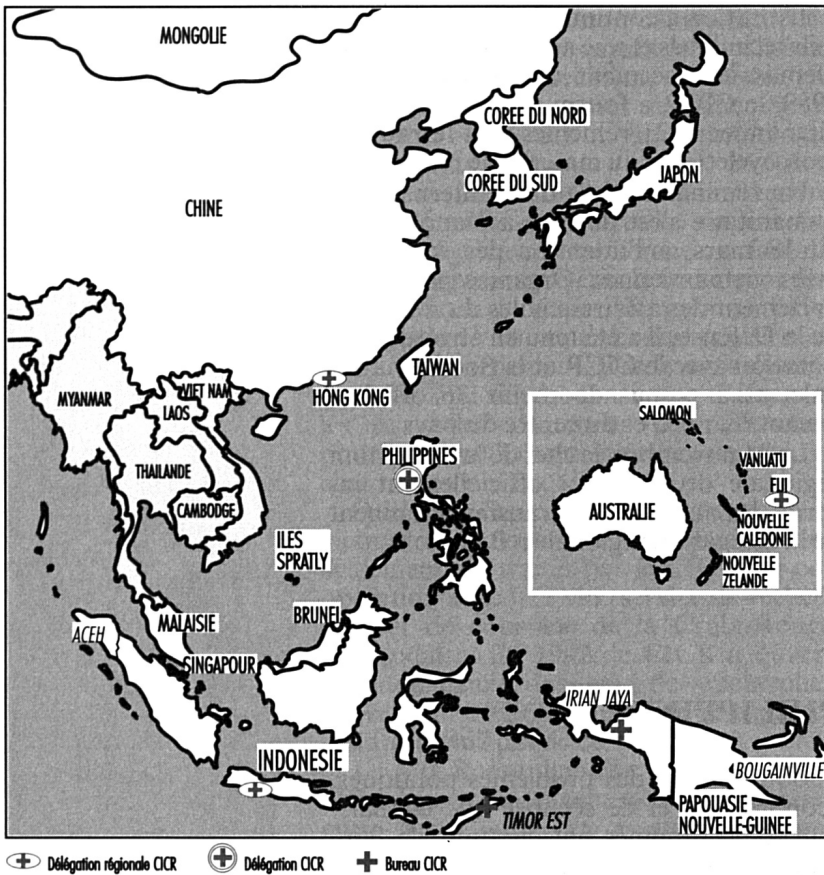 MONGOLIE
COREE DU NORD
COREE DU SUD
JAPON
CHINE
TAIWAN
HONG KONG
MYANMAR
VIET NAM
LAOS
THAILANDE
CAMBODGE
PHILIPPINES
ILES
SPRATLY
SALOMON
VANUATU
FIJI
AUSTRALIE
NOUVELLE
CALEDONIE
NOUVELLE
ZELANDE
BRUNEI
ACEH
MALAISIE
SINGAPOUR
INDONESIE
IRIAN JAYA
BOUGAINVILLE
PAPOUASIE
NOUVELLE-GUINEE
TIMOR EST
Délégation régionale CICR
Délégation CICR
Bureau CICR